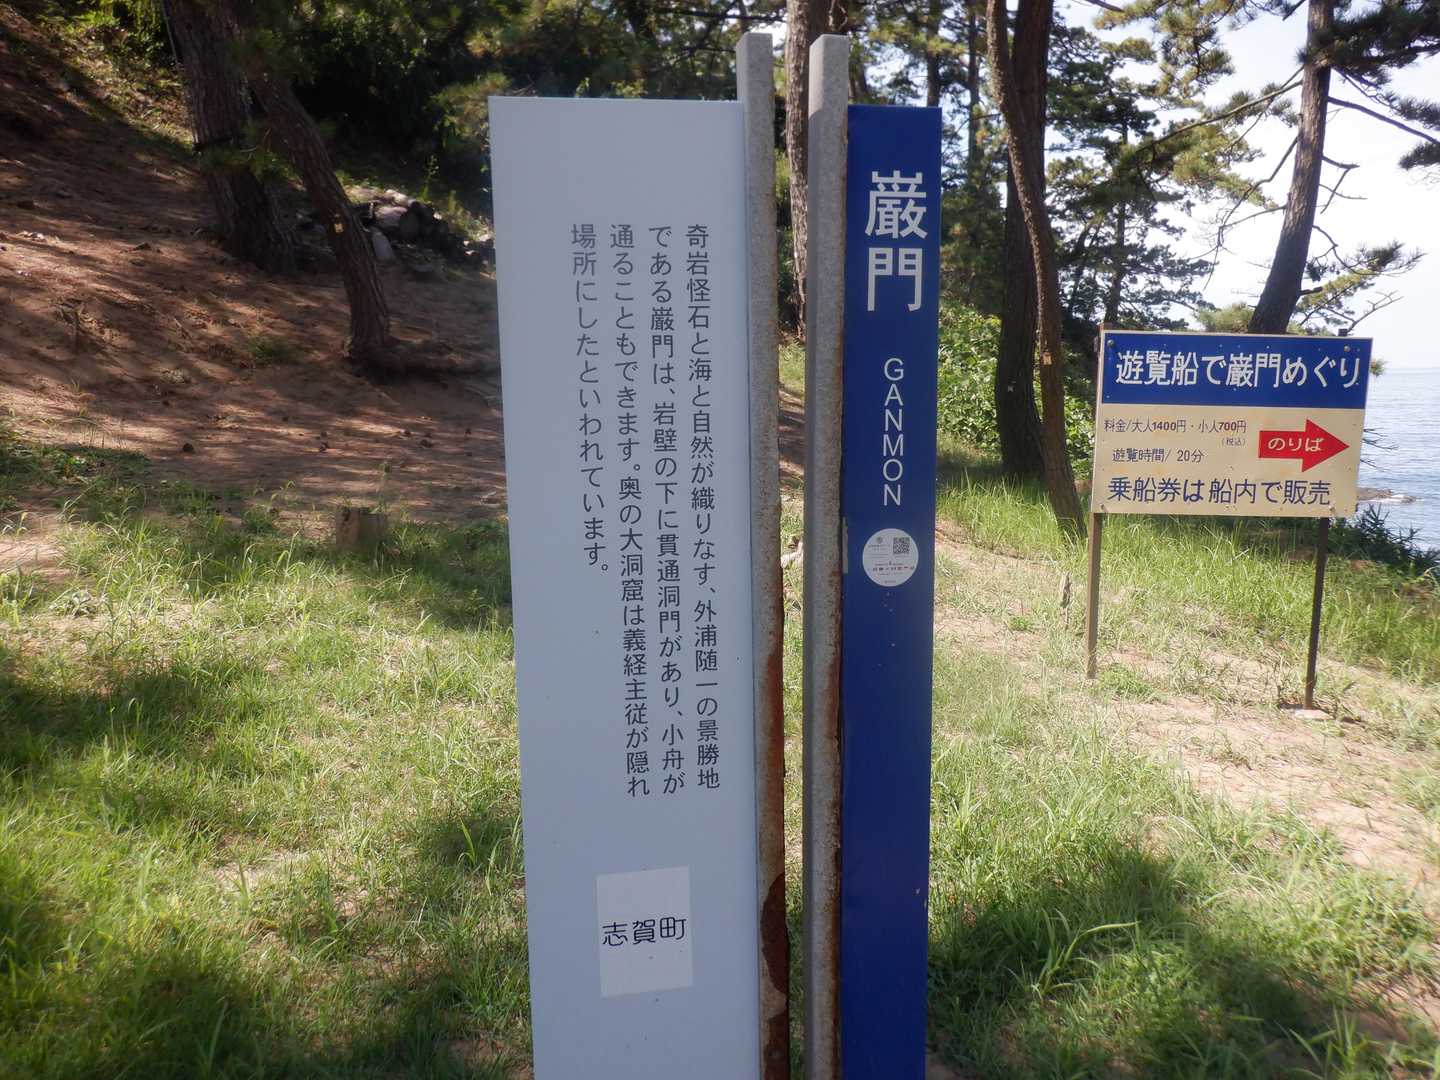 奇岩怪石と海と自然が織りなす、外浦随一の景勝地
である巌門は、岩壁の下に貫通洞門があり、小舟が
通ることもできます。奥の大洞窟は義経主従が隠れ
場所にしたといわれています。
志賀町
巌門
GANMON
遊覧船で巌門めぐり
料金/大人1400円・小人700円
(税込)
遊覧時間/20分
のりば
乗船券は船内で販売